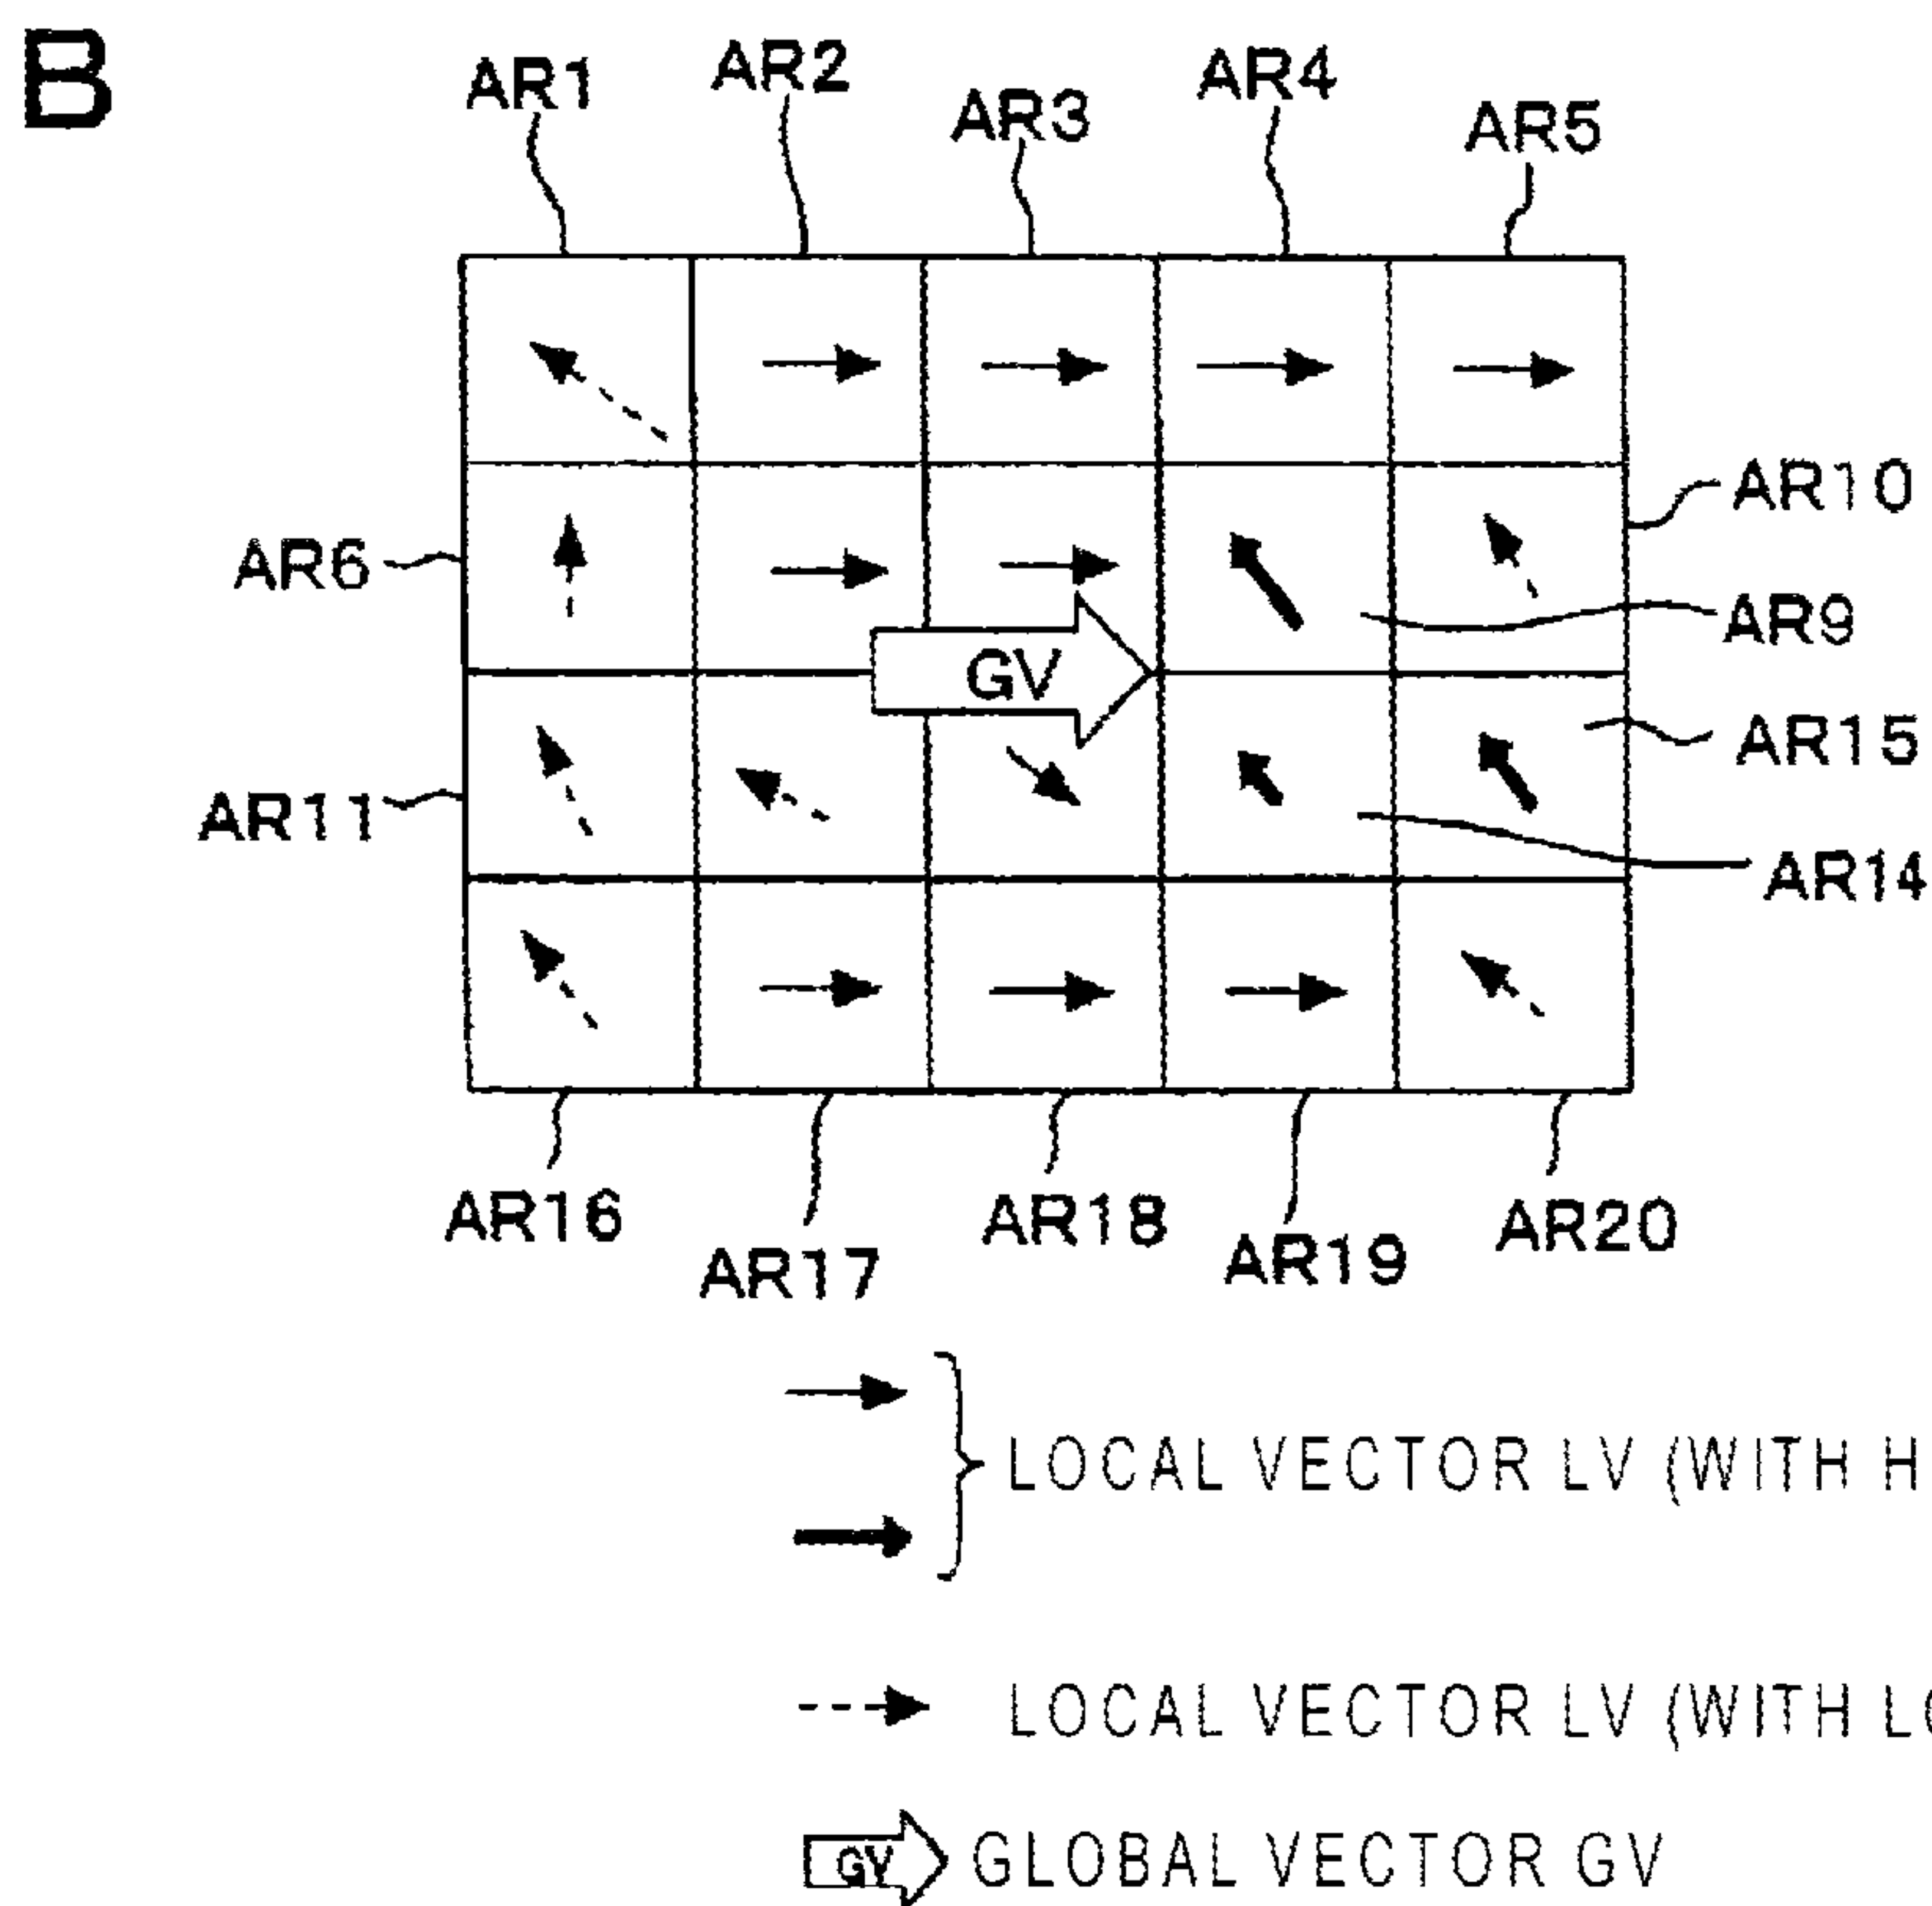 B
AR1
AR2
AR3
AR4
AR5
AR10
AR6
AR9
GV
AR15
AR11
AR14
AR16
AR17
AR18
AR19
AR20
LOCAL VECTOR LV (WITH H
LOCAL VECTOR LV (WITH LO
GV GLOBAL VECTOR GV